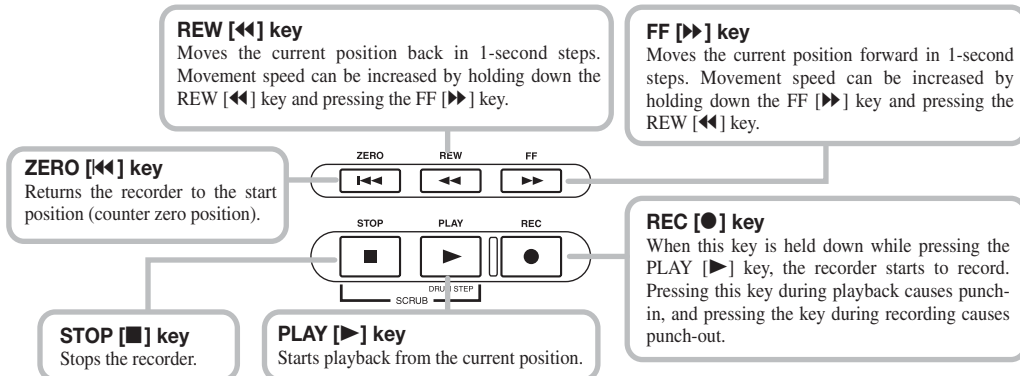 REW [◀◀] key
Moves the current position back in 1-second steps.
Movement speed can be increased by holding down the
REW [◀◀] key and pressing the FF [▶▶] key.
FF [▶▶] key
Moves the current position forward in 1-second
steps. Movement speed can be increased by
holding down the FF [▶▶] key and pressing the
REW [◀◀] key.
ZERO [|◀◀] key
Returns the recorder to the start
position (counter zero position).
ZERO REW FF
STOP PLAY REC
DRUM STEP
SCRUB
REC [●] key
When this key is held down while pressing the
PLAY [▶] key, the recorder starts to record.
Pressing this key during playback causes punch-
in, and pressing the key during recording causes
punch-out.
STOP [■] key
Stops the recorder.
PLAY [▶] key
Starts playback from the current position.